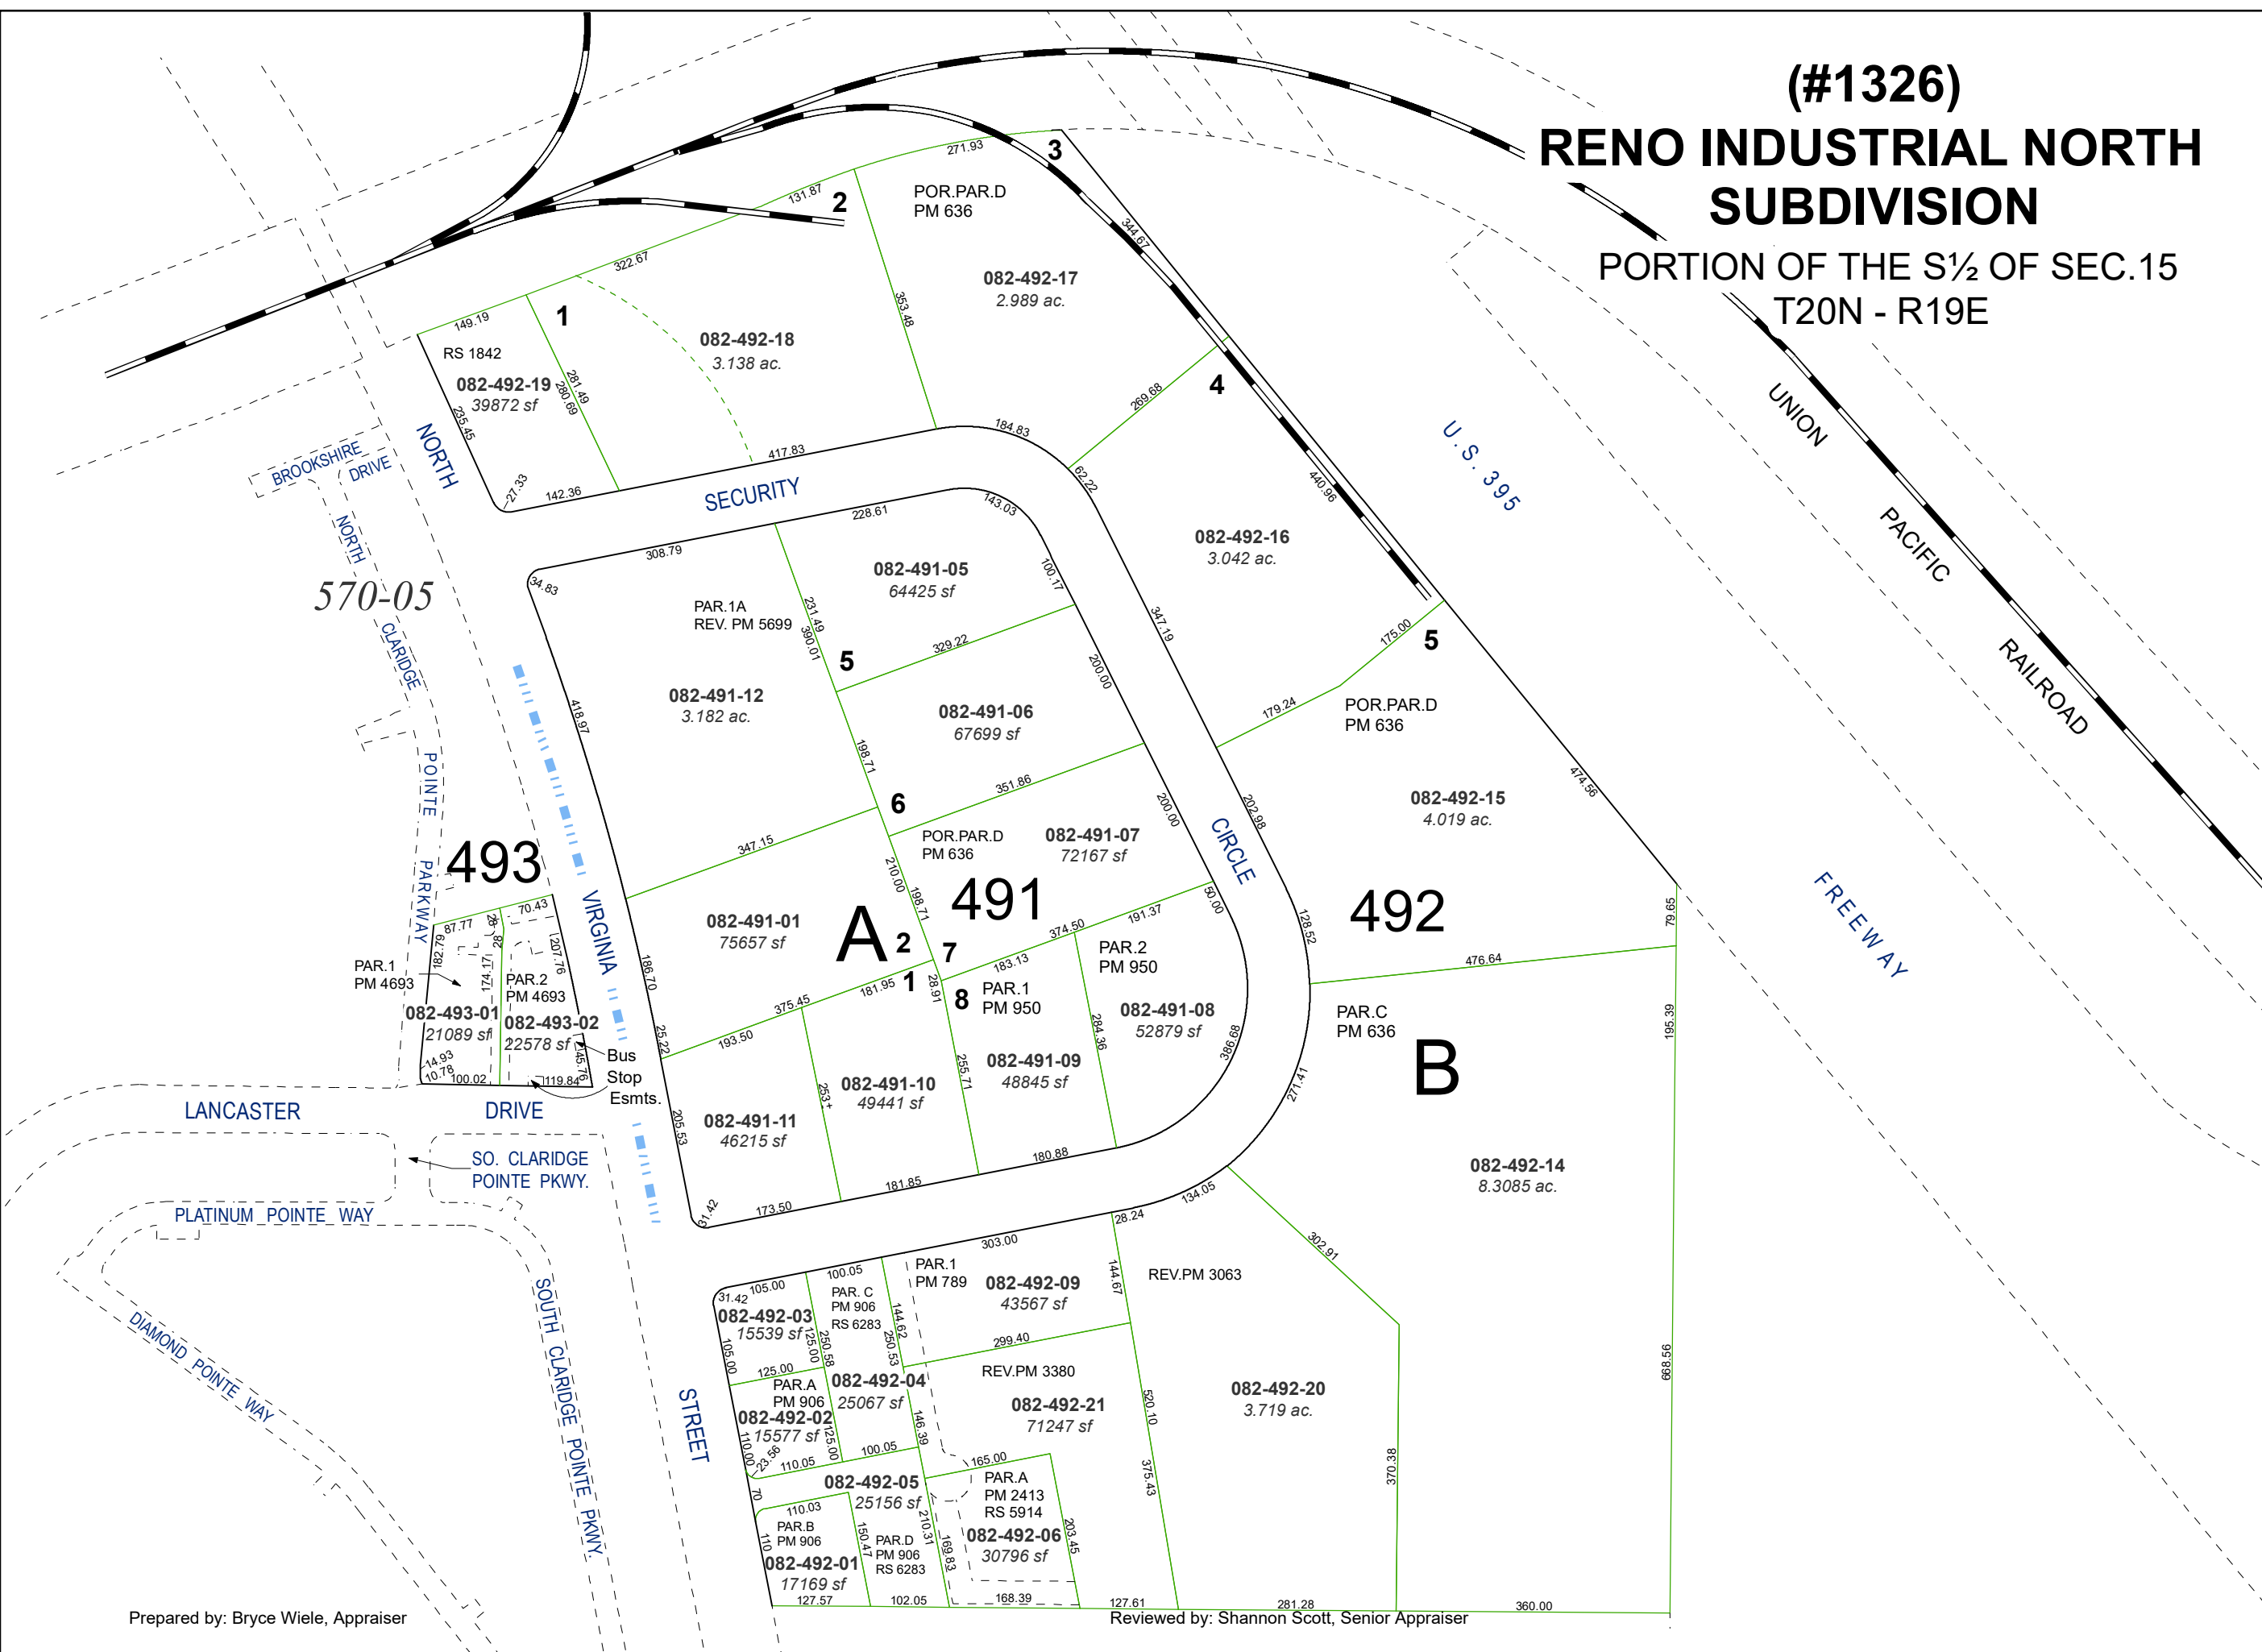 (#1326)
RENO INDUSTRIAL NORTH
SUBDIVISION
PORTION OF THE S½ OF SEC.15
T20N - R19E
271.93
3
131.87
2
POR.PAR.D
PM 636
344.67
322.67
082-492-17
2.989 ac.
353.48
149.19
1
082-492-18
3.138 ac.
RS 1842
082-492-19
39872 sf
281.49
280.69
235.45
269.68
4
UNION
PACIFIC
RAILROAD
U.S. 395
FREEWAY
BROOKSHIRE
DRIVE
NORTH
417.83
184.83
62.22
27.33
142.36
SECURITY
440.96
228.61
143.03
NORTH
CLARIDGE
POINTE
PARKWAY
570-05
308.79
34.83
082-491-05
64425 sf
100.17
082-492-16
3.042 ac.
PAR.1A
REV. PM 5699
231.49
390.01
329.22
347.19
175.00
5
5
082-491-12
3.182 ac.
200.00
179.24
POR.PAR.D
PM 636
418.97
082-491-06
67699 sf
198.71
351.86
474.56
6
200.00
202.98
082-492-15
4.019 ac.
CIRCLE
POR.PAR.D
PM 636
082-491-07
72167 sf
347.15
210.00
493
VIRGINIA
491
50.00
492
198.71
082-491-01
75657 sf
A
2
7
374.50
191.37
128.52
79.65
70.43
87.77
28
28
182.79
207.76
174.17
PAR.1
PM 4693
PAR.2
PM 4693
186.70
PAR.2
PM 950
183.13
476.64
1
181.95
28.91
8
PAR.1
PM 950
375.45
082-493-01
21089 sf
082-493-02
22578 sf
25.22
193.50
082-491-08
52879 sf
284.36
386.68
PAR.C
PM 636
195.39
B
14.93
10.78
100.02
119.84
45.76
Bus
Stop
Esmts.
082-491-09
48845 sf
255.71
082-491-10
49441 sf
253+
271.41
LANCASTER
DRIVE
082-491-11
46215 sf
205.53
SO. CLARIDGE
POINTE PKWY.
180.88
082-492-14
8.3085 ac.
181.85
134.05
PLATINUM POINTE WAY
31.42
173.50
28.24
303.00
302.91
SOUTH CLARIDGE POINTE PKWY.
DIAMOND POINTE WAY
100.05
105.00
31.42
PAR.1
PM 789
082-492-09
43567 sf
144.67
REV.PM 3063
PAR. C
PM 906
RS 6283
082-492-03
15539 sf
144.62
105.00
125.00
250.58
250.53
299.40
125.00
PAR.A
PM 906
082-492-04
25067 sf
REV.PM 3380
668.56
STREET
082-492-02
15577 sf
082-492-21
71247 sf
520.10
082-492-20
3.719 ac.
146.39
110.00
23.56
125.00
110.05
100.05
165.00
375.43
370.38
082-492-05
25156 sf
PAR.A
PM 2413
RS 5914
70
110.03
PAR.B
PM 906
110
150.47
PAR.D
PM 906
RS 6283
210.31
169.83
082-492-06
30796 sf
203.45
082-492-01
17169 sf
127.57
102.05
168.39
127.61
281.28
360.00
Prepared by: Bryce Wiele, Appraiser
Reviewed by: Shannon Scott, Senior Appraiser